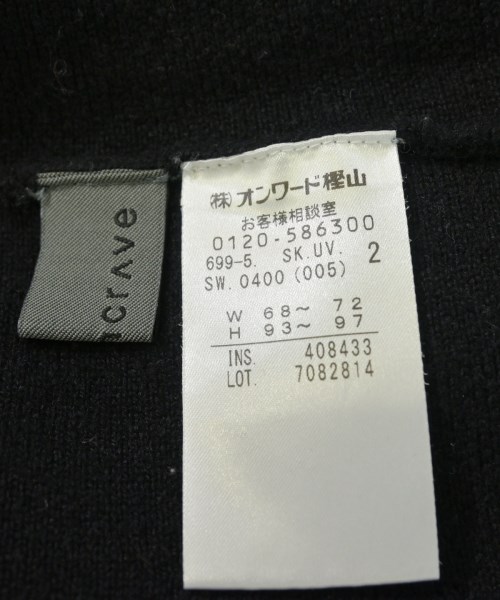 crave
㈱オンワード樫山
お客様相談室
0120-586300
699-5. SK.UV. 2
SW.0400 (005)
W 68〜 72
H 93〜 97
INS. 408433
LOT. 7082814